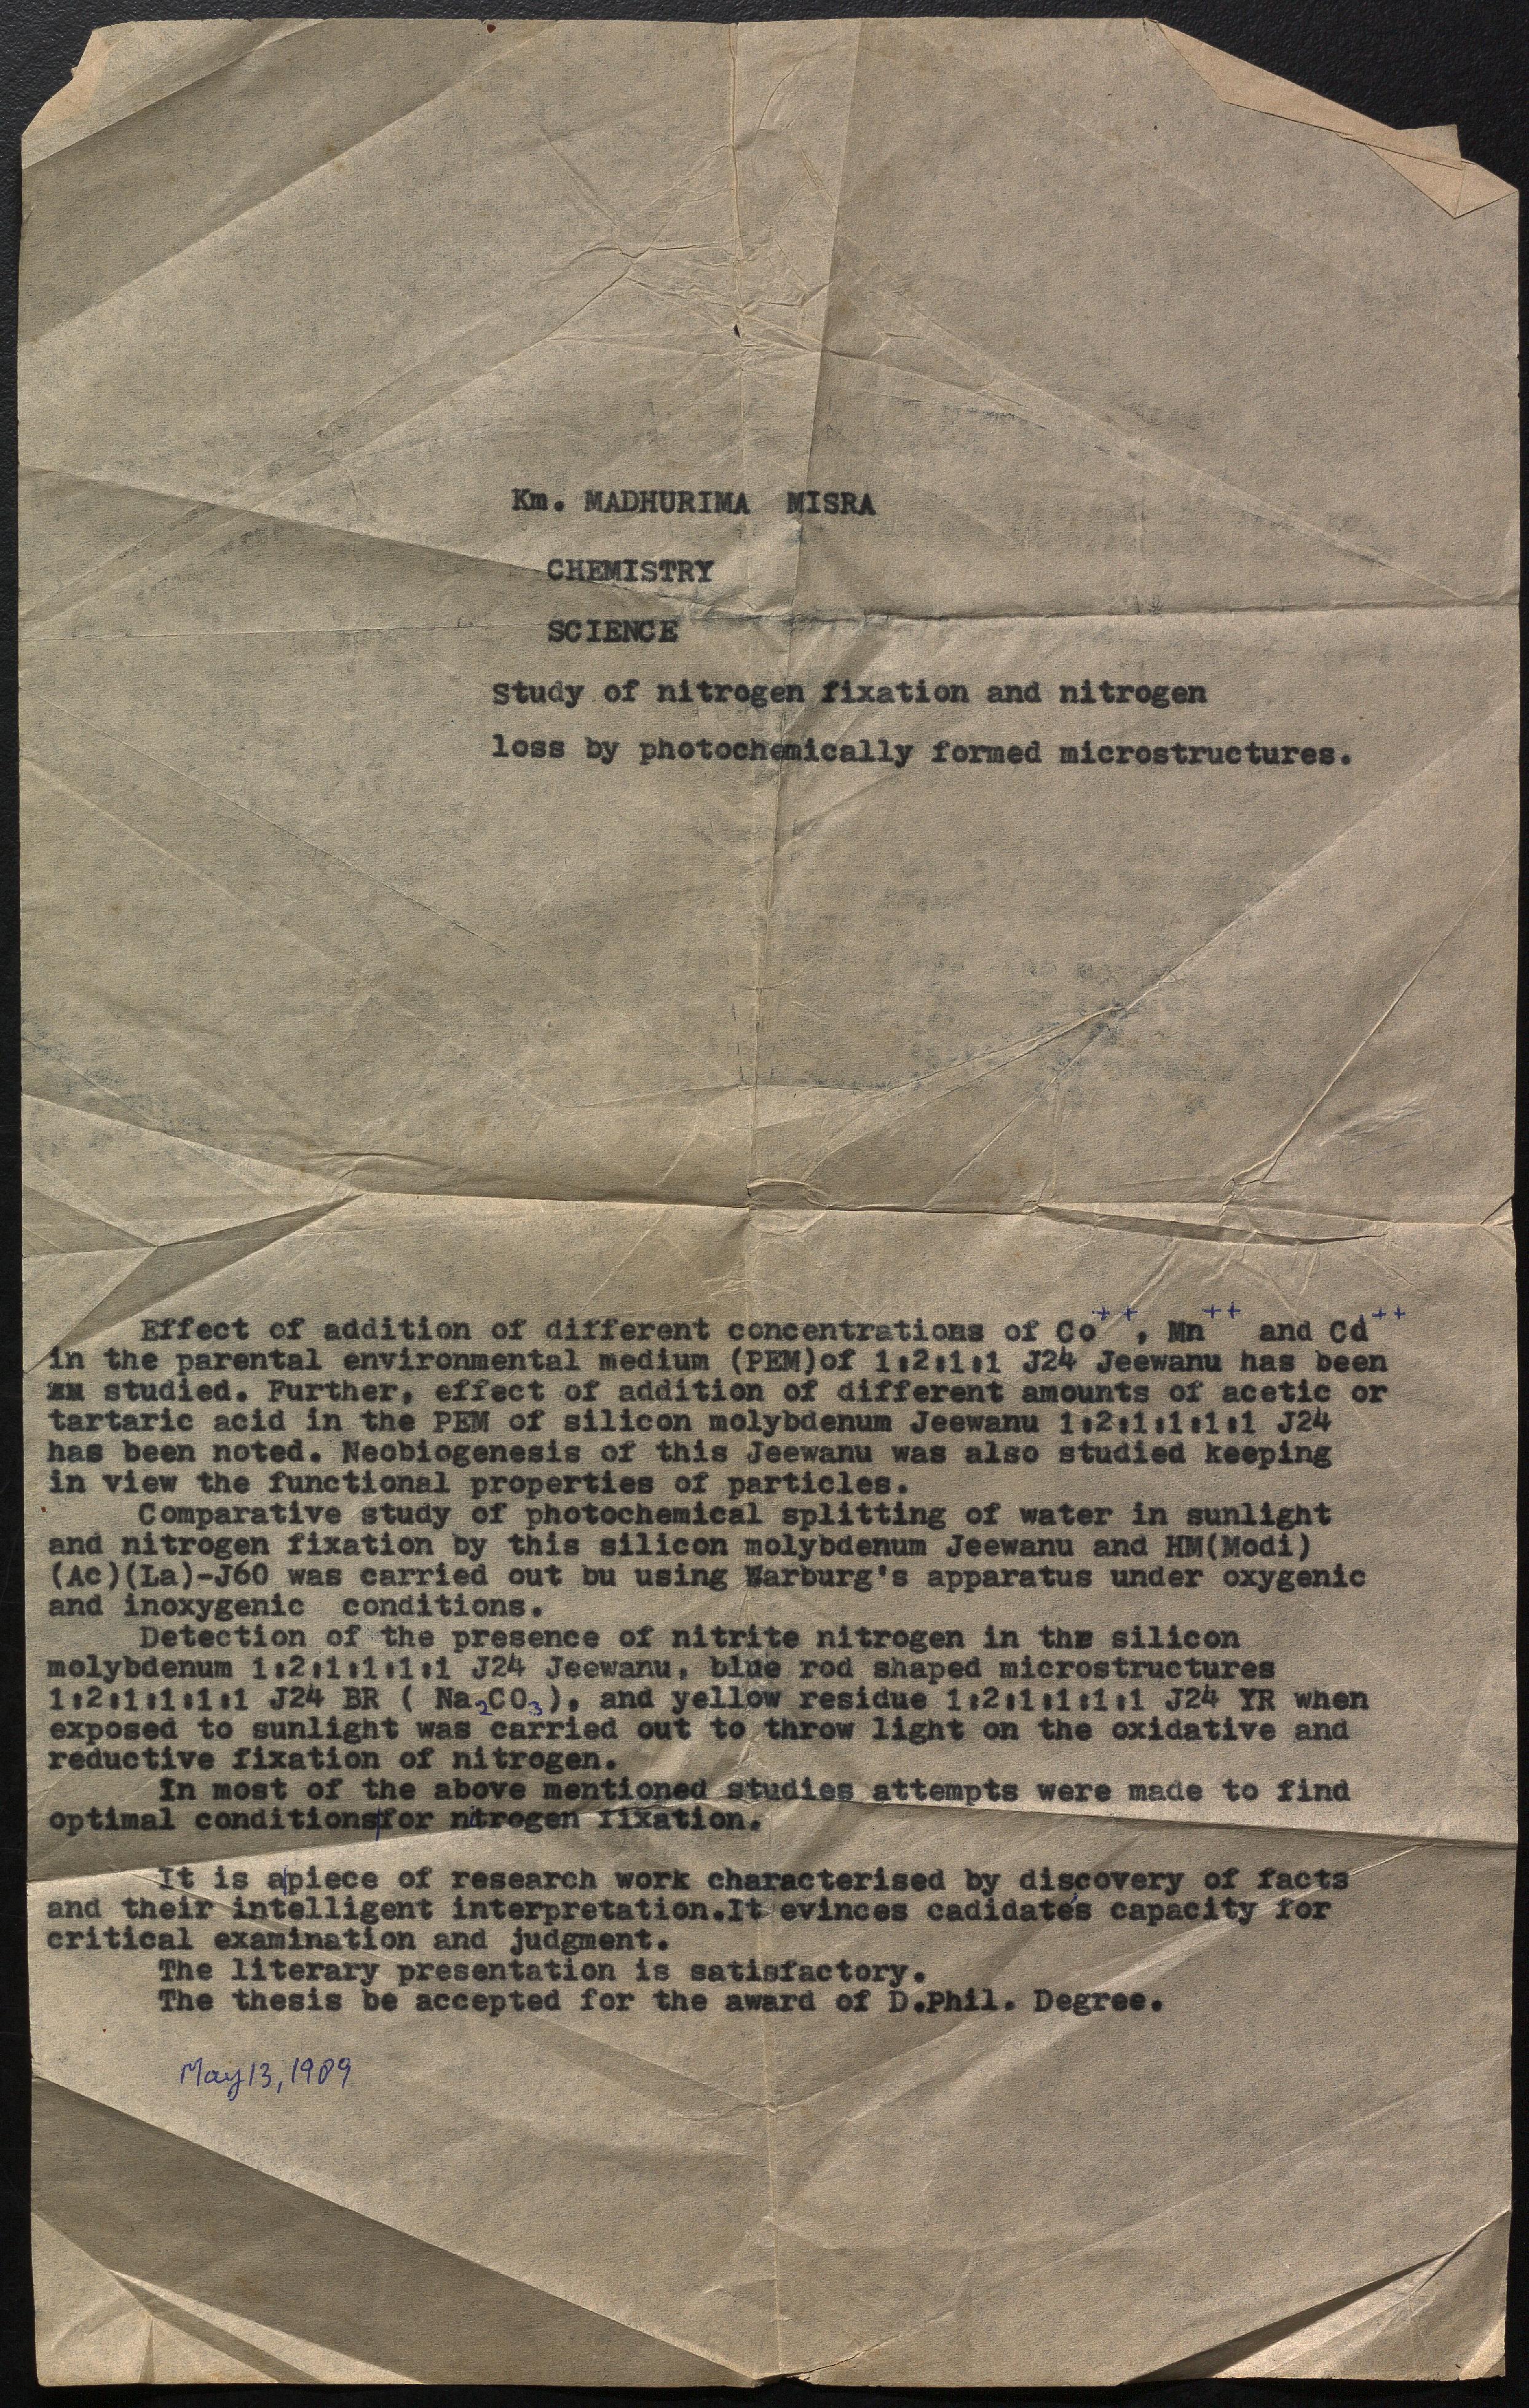 Km. MADHURIMA MISRA
CHEMISTRY
SCIENCE
Study of nitrogen fixation and nitrogen
loss by photochemically formed microstructures.
Effect of addition of different concentrations of Co++, Mn++ and Cd++
in the parental environmental medium (PEM)of 1:2:1:1 J24 Jeewanu has been
studied. Further, effect of addition of different amounts of acetic or
tartaric acid in the PEM of silicon molybdenum Jeewanu 1:2:1:1:1:1 J24
has been noted. Neobiogenesis of this Jeewanu was also studied keeping
in view the functional properties of particles.
Comparative study of photochemical splitting of water in sunlight
and nitrogen fixation by this silicon molybdenum Jeewanu and HM(Modi)
(Ac)(La)-J60 was carried out bu using Warburg's apparatus under oxygenic
and inoxygenic conditions.
Detection of the presence of nitrite nitrogen in the silicon
molybdenum 1:2:1:1:1:1 J24 Jeewanu, blue rod shaped microstructures
1:2:1:1:1:1 J24 BR ( Na2CO3), and yellow residue 1:2:1:1:1:1 J24 YR when
exposed to sunlight was carried out to throw light on the oxidative and
reductive fixation of nitrogen.
In most of the above mentioned studies attempts were made to find
optimal conditions|for nitrogen fixation.
It is a|piece of research work characterised by discovery of facts
and their intelligent interpretation.It evinces cadidate's capacity for
critical examination and judgment.
The literary presentation is satisfactory.
The thesis be accepted for the award of D.Phil. Degree.
May 13, 1989